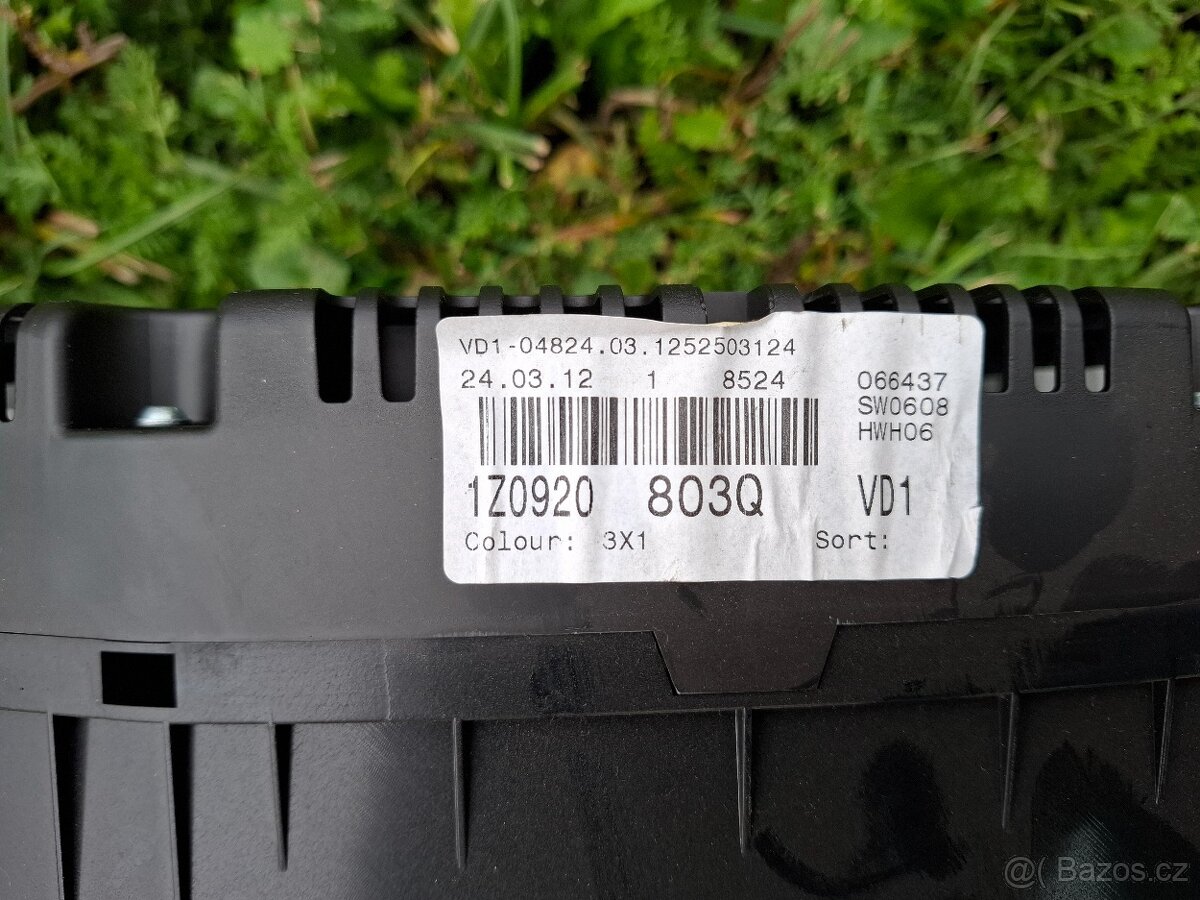 VD1-04824.03.1252503124
24.03.12 1 8524 066437
SW0608
HWH06
1Z0920 803Q VD1
Colour: 3X1 Sort:
@( Bazos.cz